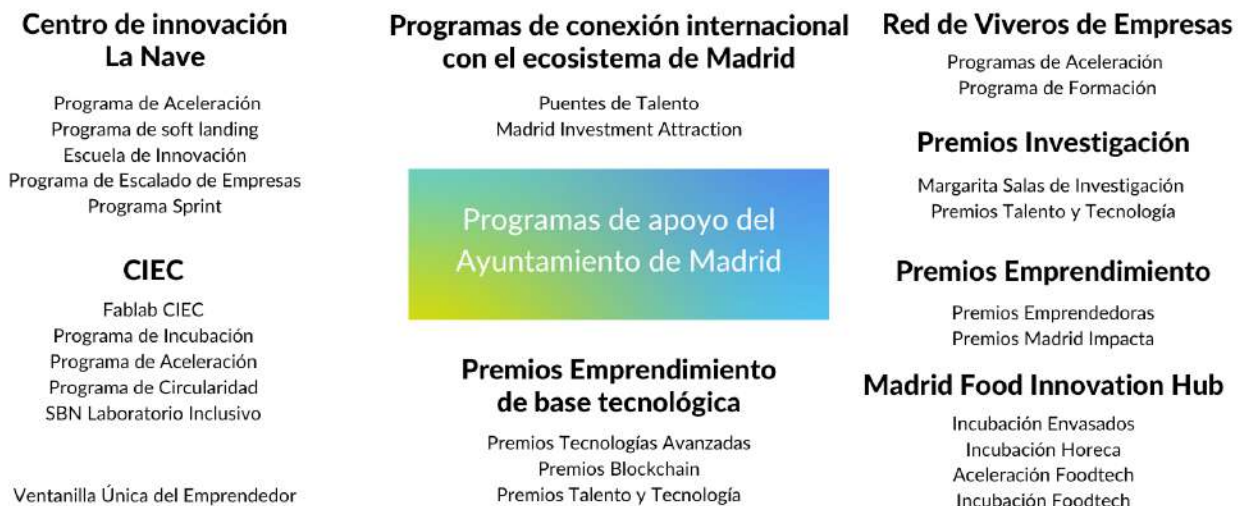 Centro de innovación
La Nave
Programa de Aceleración
Programa de soft landing
Escuela de Innovación
Programa de Escalado de Empresas
Programa Sprint
CIEC
Fablab CIEC
Programa de Incubación
Programa de Aceleración
Programa de Circularidad
SBN Laboratorio Inclusivo
Ventanilla Única del Emprendedor
Programas de conexión internacional
con el ecosistema de Madrid
Puentes de Talento
Madrid Investment Attraction
Programas de apoyo del
Ayuntamiento de Madrid
Premios Emprendimiento
de base tecnológica
Premios Tecnologías Avanzadas
Premios Blockchain
Premios Talento y Tecnología
Red de Viveros de Empresas
Programas de Aceleración
Programa de Formación
Premios Investigación
Margarita Salas de Investigación
Premios Talento y Tecnología
Premios Emprendimiento
Premios Emprendedoras
Premios Madrid Impacta
Madrid Food Innovation Hub
Incubación Envasados
Incubación Horeca
Aceleración Foodtech
Incubación Foodtech